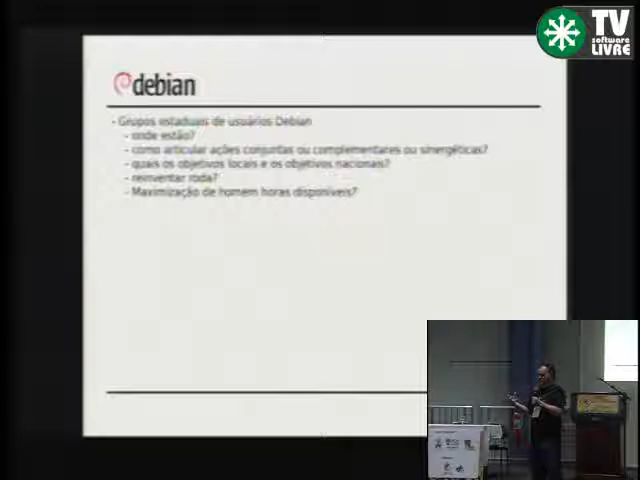 TV
software
LIVRE
debian
- Grupos estaduais de usuários Debian
- onde estão?
- como articular ações conjuntas ou complementares ou sinergéticas?
- quais os objetivos locais e os objetivos nacionais?
- reinventar roda?
- Maximização de homem horas disponíveis?